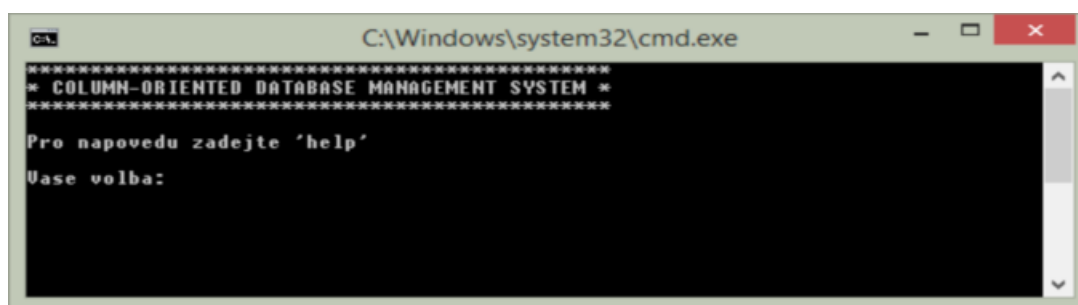 C:\Windows\system32\cmd.exe
**********************************************
* COLUMN-ORIENTED DATABASE MANAGEMENT SYSTEM *
**********************************************
Pro napovedu zadejte 'help'
Vase volba: